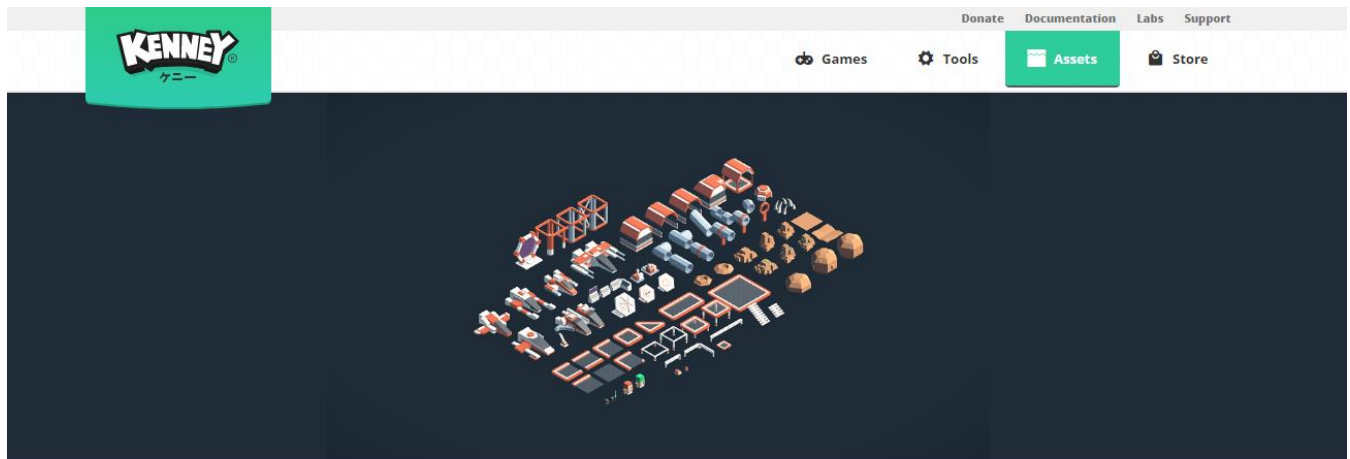 Donate Documentation Labs Support
KENNEY®
ケニー
Games Tools Assets Store